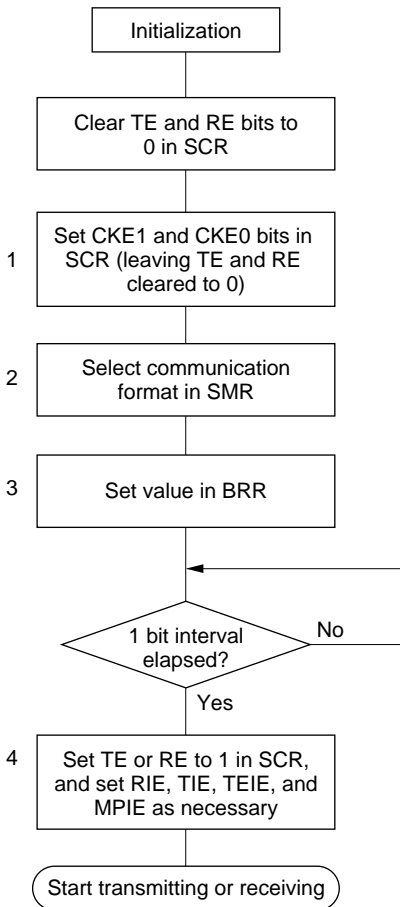 Initialization
Clear TE and RE bits to
0 in SCR
1
Set CKE1 and CKE0 bits in
SCR (leaving TE and RE
cleared to 0)
2
Select communication
format in SMR
3
Set value in BRR
1 bit interval
elapsed?
No
Yes
4
Set TE or RE to 1 in SCR,
and set RIE, TIE, TEIE, and
MPIE as necessary
Start transmitting or receiving